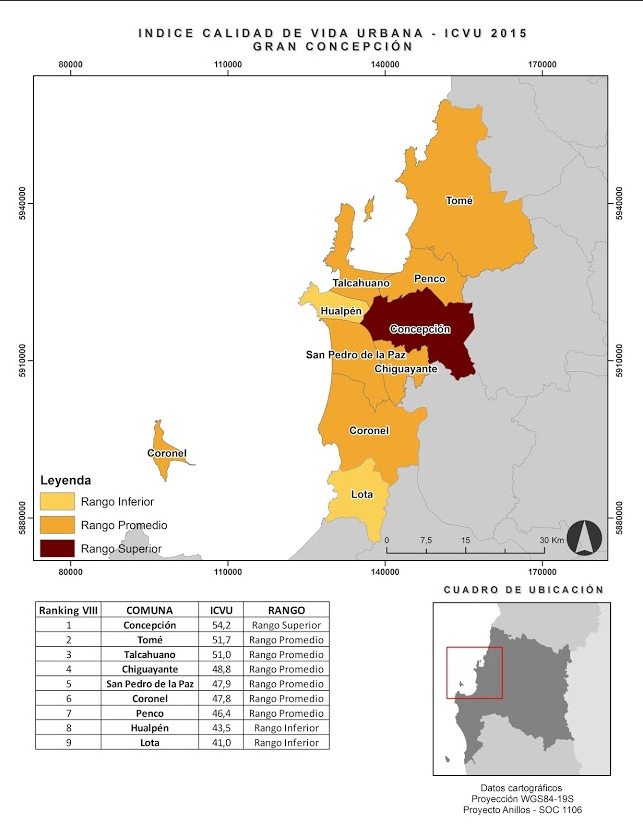 INDICE CALIDAD DE VIDA URBANA - ICVU 2015
GRAN CONCEPCIÓN
80000 110000 140000 170000
5940000 5940000
5910000 5910000
5880000 5880000
Tomé
Talcahuano
Penco
Hualpén
Concepción
San Pedro de la Paz
Chiguayante
Coronel
Coronel
Lota
Leyenda
Rango Inferior
Rango Promedio
Rango Superior
0 7,5 15 30 Km
80000 110000 140000 170000
CUADRO DE UBICACIÓN
Ranking VIII COMUNA ICVU RANGO
1 Concepción 54,2 Rango Superior
2 Tomé 51,7 Rango Promedio
3 Talcahuano 51,0 Rango Promedio
4 Chiguayante 48,8 Rango Promedio
5 San Pedro de la Paz 47,9 Rango Promedio
6 Coronel 47,8 Rango Promedio
7 Penco 46,4 Rango Promedio
8 Hualpén 43,5 Rango Inferior
9 Lota 41,0 Rango Inferior
Datos cartográficos
Proyección WGS84-19S
Proyecto Anillos - SOC 1106